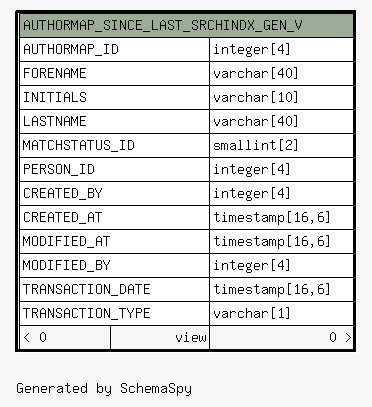 AUTHORMAP_SINCE_LAST_SRCHINDX_GEN_V
AUTHORMAP_ID integer[4]
FORENAME varchar[40]
INITIALS varchar[10]
LASTNAME varchar[40]
MATCHSTATUS_ID smallint[2]
PERSON_ID integer[4]
CREATED_BY integer[4]
CREATED_AT timestamp[16,6]
MODIFIED_AT timestamp[16,6]
MODIFIED_BY integer[4]
TRANSACTION_DATE timestamp[16,6]
TRANSACTION_TYPE varchar[1]
< 0 view 0 >
Generated by SchemaSpy